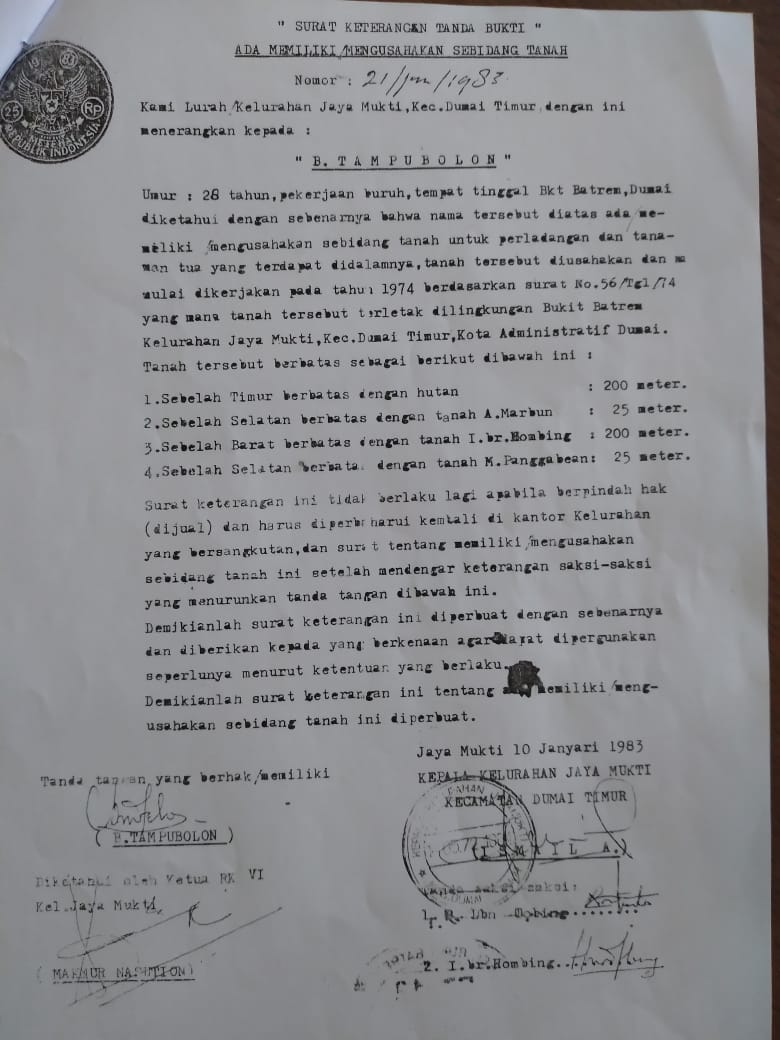 " SURAT KETERANGAN TANDA BUKTI "
ADA MEMILIKI/MENGUSAHAKAN SEBIDANG TANAH
Nomor : 21/ /1983
1983
25 Rp
METERAI
REPUBLIK INDONESIA
Kami Lurah/Kelurahan Jaya Mukti,Kec.Dumai Timur,dengan ini
menerangkan kepada :
" B. T A M P U B O L O N "
Umur : 28 tahun,pekerjaan buruh,tempat tinggal Bkt Batrem,Dumai
diketahui dengan sebenarnya bahwa nama tersebut diatas ada/me-
meliki/mengusahakan sebidang tanah untuk perladangan dan tana-
man tua yang terdapat didalamnya,tanah tersebut diusahakan dan
mulai dikerjakan pada tahun 1974 berdasarkan surat No.56/Tgl/74
yang mana tanah tersebut terletak dilingkungan Bukit Batrem
Kelurahan Jaya Mukti,Kec.Dumai Timur,Kota Administratif Dumai.
Tanah tersebut berbatas sebagai berikut dibawah ini :
1.Sebelah Timur berbatas dengan hutan : 200 meter.
2.Sebelah Selatan berbatas dengan tanah A.Marbun : 25 meter.
3.Sebelah Barat berbatas dengan tanah I.br.Hombing : 200 meter.
4.Sebelah Selatan berbatas dengan tanah M.Panggabean: 25 meter.
Surat keterangan ini tidak berlaku lagi apabila berpindah hak
(dijual) dan harus diperbaharui kembali di kantor Kelurahan
yang bersangkutan,dan surat tentang memiliki/mengusahakan
sebidang tanah ini setelah mendengar keterangan saksi-saksi
yang menurunkan tanda tangan dibawah ini.
Demikianlah surat keterangan ini diperbuat dengan sebenarnya
dan diberikan kepada yang berkenaan agar dapat dipergunakan
seperlunya menurut ketentuan yang berlaku.
Demikianlah surat keterangan ini tentang memiliki/meng-
usahakan sebidang tanah ini diperbuat.
Jaya Mukti 10 Janyari 1983
KEPALA KELURAHAN JAYA MUKTI
KECAMATAN DUMAI TIMUR
(I S M A I L A.)
Tanda tangan yang berhak/memiliki
( B.TAMPUBOLON )
Diketahui oleh Ketua RK VI
Kel.Jaya Mukti
( MAKMUR NASUTION)
Tanda saksi-saksi:
1. R. Lbn
2. I.br.Hombing..